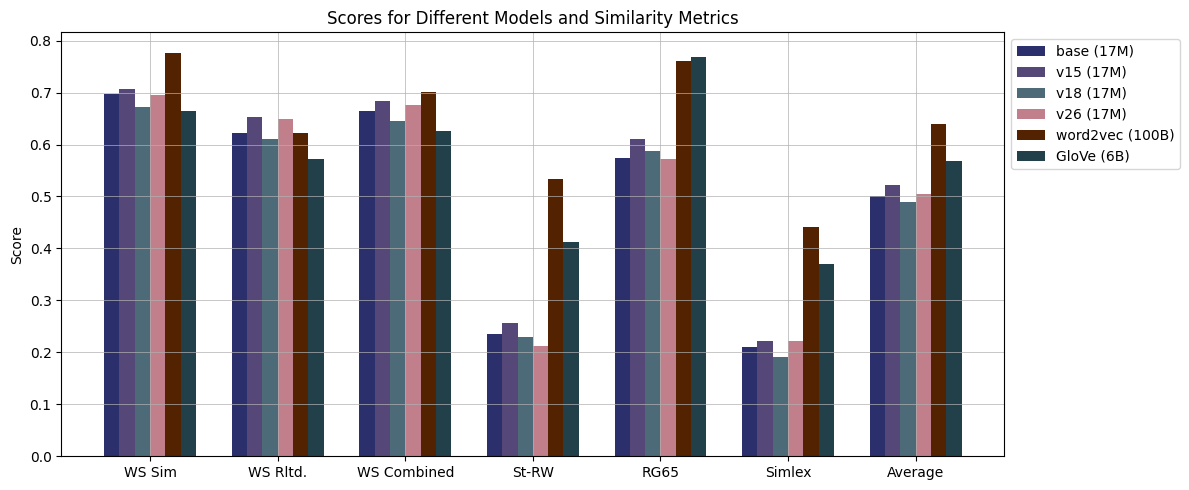 Scores for Different Models and Similarity Metrics
Score
0.8
0.7
0.6
0.5
0.4
0.3
0.2
0.1
0.0
WS Sim
WS Rltd.
WS Combined
St-RW
RG65
Simlex
Average
base (17M)
v15 (17M)
v18 (17M)
v26 (17M)
word2vec (100B)
GloVe (6B)